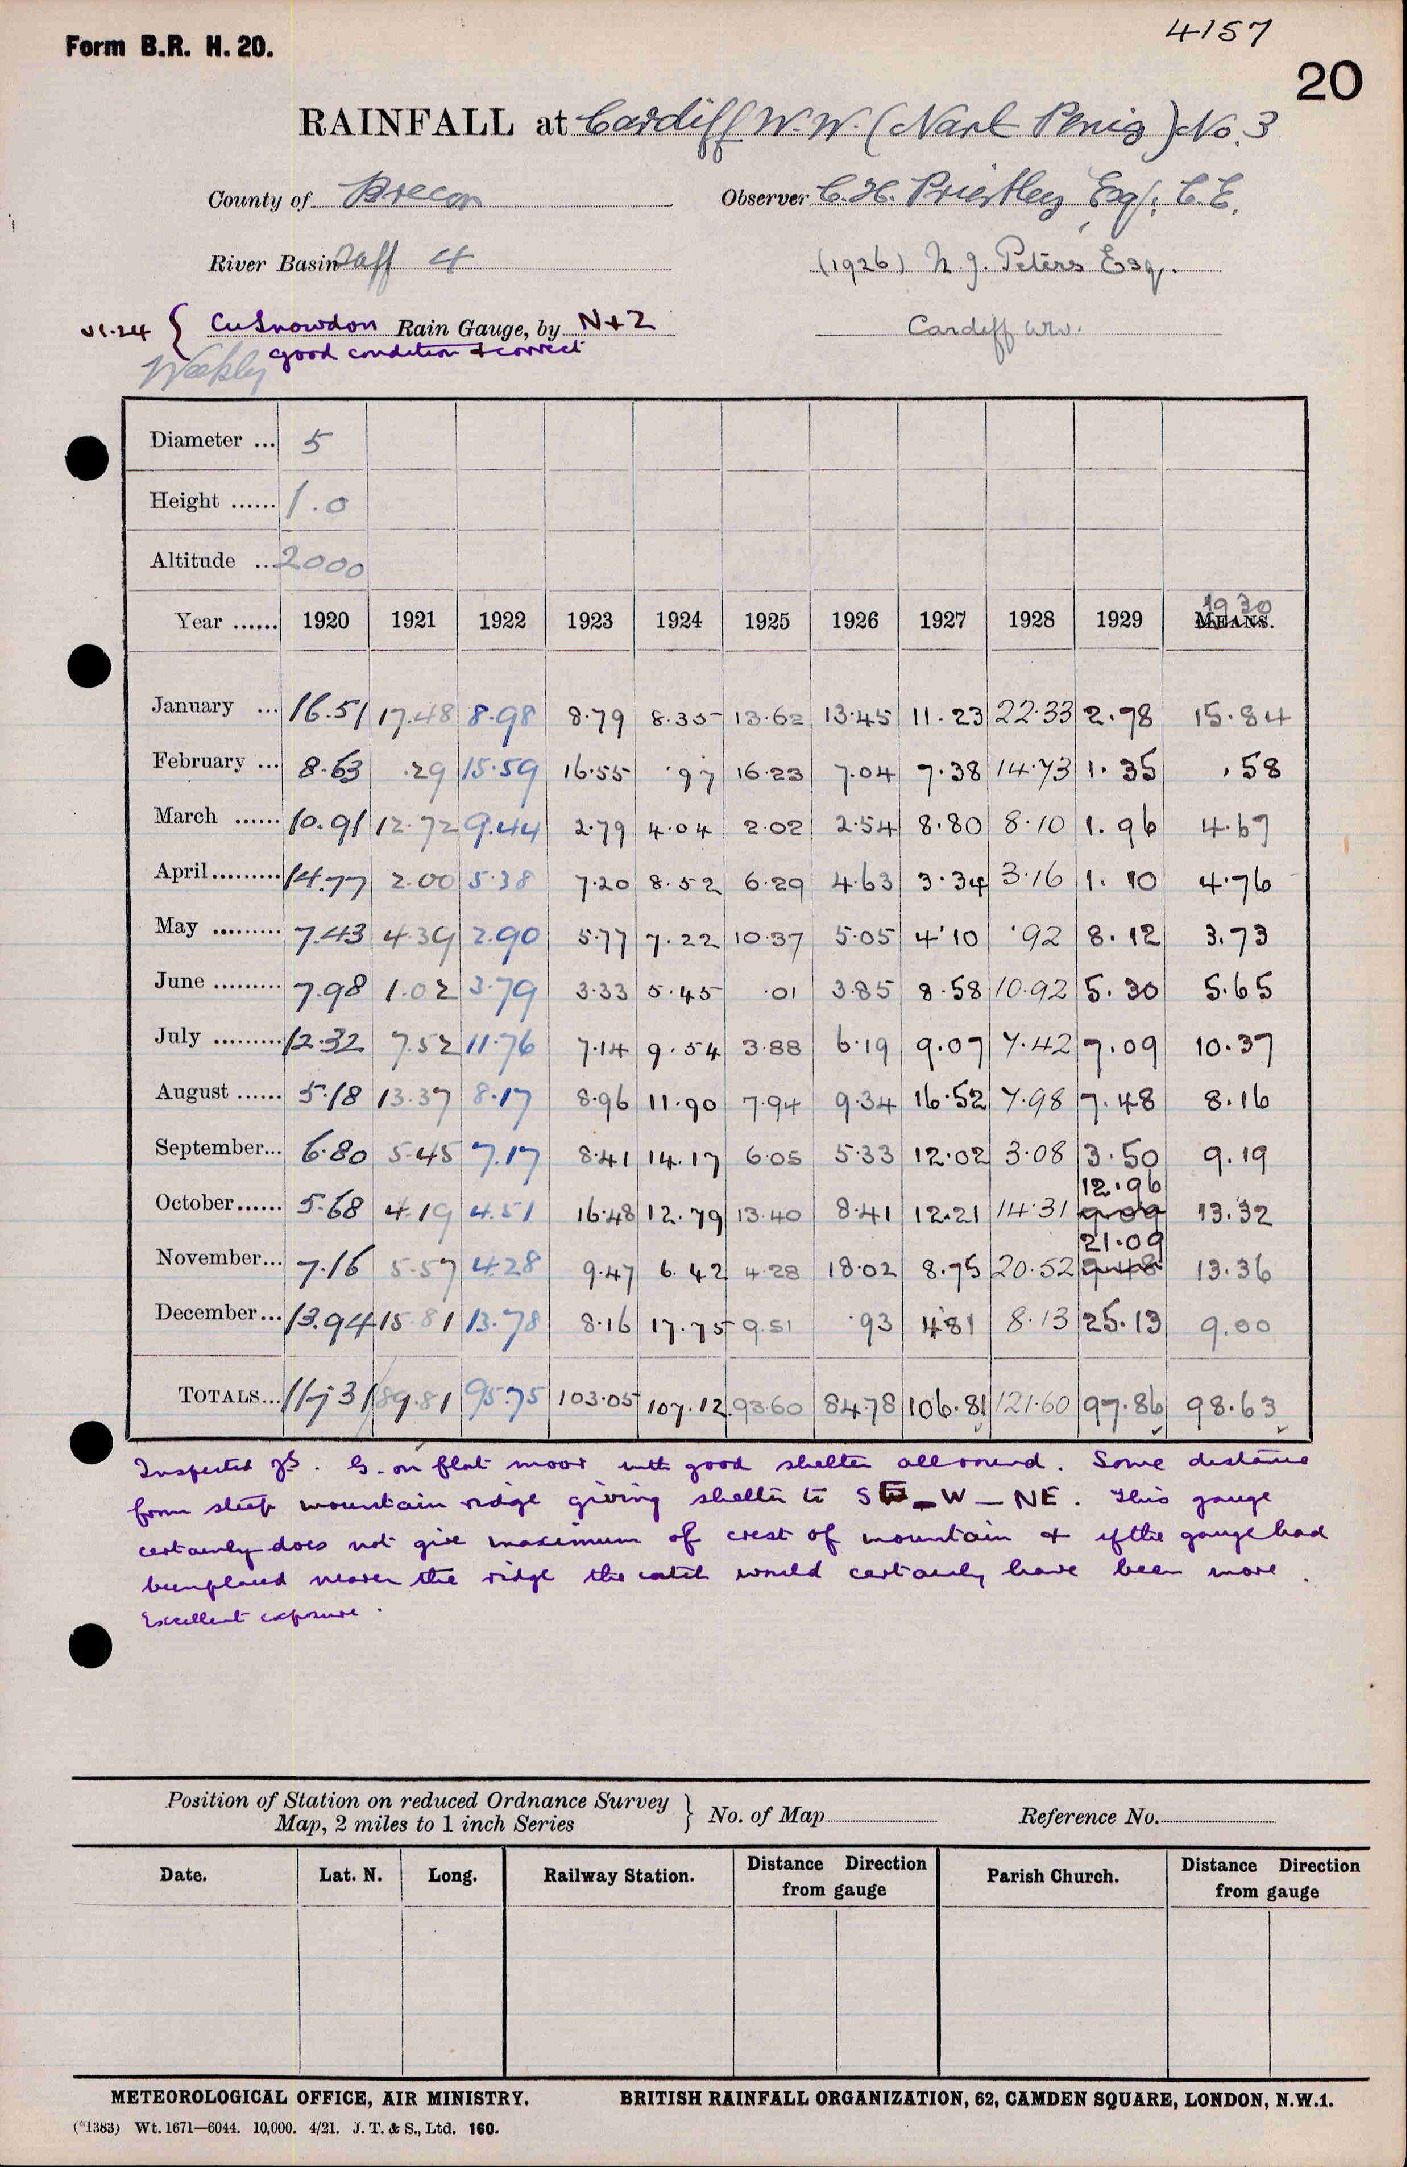 4157
Form B.R. H. 20.
20
RAINFALL at Cardiff W.W. (Nant Penig) No. 3
County of Brecon Observer C.H. Priestley Esq., C.E.
River Basin Taff 4 (1926) N. J. Peters Esq.
VI.24 { Cu Snowdon Rain Gauge, by N+Z Cardiff WW.
good condition + correct
Weekly
Diameter ... 5
Height ...... 1.0
Altitude ... 2000
Year ...... 1920 1921 1922 1923 1924 1925 1926 1927 1928 1929 MEANS. 1930
January ... 16.51 17.48 8.98 8.79 8.35 13.62 13.45 11.23 22.33 2.78 15.84
February ... 8.63 .29 15.59 16.55 .97 16.23 7.04 7.38 14.73 1.35 .58
March ...... 10.91 12.72 9.44 2.79 4.04 2.02 2.54 8.80 8.10 1.96 4.67
April......... 14.77 2.00 5.38 7.20 8.52 6.29 4.63 3.34 3.16 1.10 4.76
May ......... 7.43 4.39 2.90 5.77 7.22 10.37 5.05 4.10 .92 8.12 3.73
June ......... 7.98 1.02 3.79 3.33 5.45 .01 3.85 8.58 10.92 5.30 5.65
July ......... 12.32 7.52 11.76 7.14 9.54 3.88 6.19 9.07 7.42 7.09 10.37
August ...... 5.18 13.37 8.17 8.96 11.90 7.94 9.34 16.52 7.98 7.48 8.16
September... 6.80 5.45 7.17 8.41 14.17 6.05 5.33 12.02 3.08 3.50 9.19
12.96
October...... 5.68 4.19 4.51 16.48 12.79 13.40 8.41 12.21 14.31 9.09 13.32
21.09
November... 7.16 5.57 4.28 9.47 6.42 4.28 18.02 8.75 20.52 9.48 13.36
December... 13.94 15.81 13.78 8.16 17.75 9.51 .93 4.81 8.13 25.13 9.00
TOTALS... 117.31 89.81 95.75 103.05 107.12 93.60 84.78 106.81 121.60 97.86 98.63
Inspected G. on flat moor with good shelter all round. Some distance
from steep mountain ridge giving shelter to S – W – NE. This gauge
certainly does not give maximum of crest of mountain & if the gauge had
been placed nearer the ridge the catch would certainly have been more.
Excellent exposure.
Position of Station on reduced Ordnance Survey
Map, 2 miles to 1 inch Series } No. of Map Reference No.
Date. Lat. N. Long. Railway Station. Distance Direction from gauge Parish Church. Distance Direction from gauge
METEOROLOGICAL OFFICE, AIR MINISTRY. BRITISH RAINFALL ORGANIZATION, 62, CAMDEN SQUARE, LONDON, N.W.1.
(*1383) Wt. 1671—6044. 10,000. 4/21. J. T. & S., Ltd. 160.